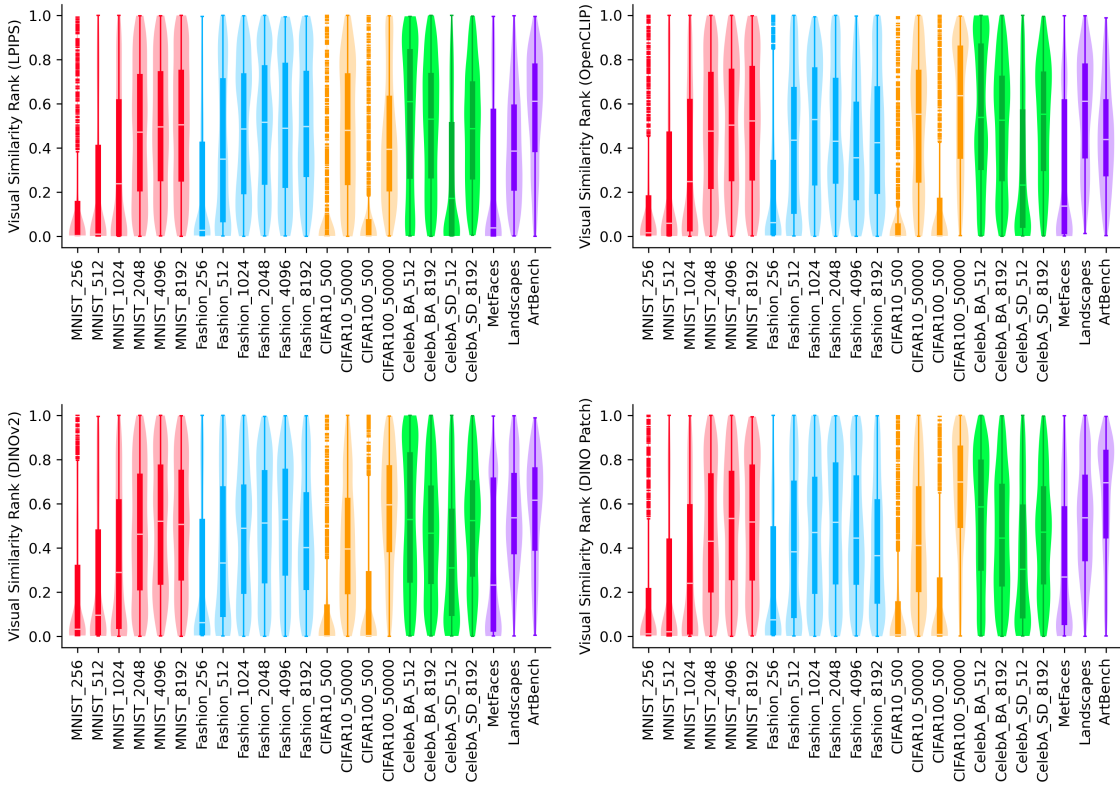 Visual Similarity Rank (LPIPS)
1.0
0.8
0.6
0.4
0.2
0.0
MNIST_256
MNIST_512
MNIST_1024
MNIST_2048
MNIST_4096
MNIST_8192
Fashion_256
Fashion_512
Fashion_1024
Fashion_2048
Fashion_4096
Fashion_8192
CIFAR10_500
CIFAR10_50000
CIFAR100_500
CIFAR100_50000
CelebA_BA_512
CelebA_BA_8192
CelebA_SD_512
CelebA_SD_8192
MetFaces
Landscapes
ArtBench
Visual Similarity Rank (OpenCLIP)
1.0
0.8
0.6
0.4
0.2
0.0
MNIST_256
MNIST_512
MNIST_1024
MNIST_2048
MNIST_4096
MNIST_8192
Fashion_256
Fashion_512
Fashion_1024
Fashion_2048
Fashion_4096
Fashion_8192
CIFAR10_500
CIFAR10_50000
CIFAR100_500
CIFAR100_50000
CelebA_BA_512
CelebA_BA_8192
CelebA_SD_512
CelebA_SD_8192
MetFaces
Landscapes
ArtBench
Visual Similarity Rank (DINOv2)
1.0
0.8
0.6
0.4
0.2
0.0
MNIST_256
MNIST_512
MNIST_1024
MNIST_2048
MNIST_4096
MNIST_8192
Fashion_256
Fashion_512
Fashion_1024
Fashion_2048
Fashion_4096
Fashion_8192
CIFAR10_500
CIFAR10_50000
CIFAR100_500
CIFAR100_50000
CelebA_BA_512
CelebA_BA_8192
CelebA_SD_512
CelebA_SD_8192
MetFaces
Landscapes
ArtBench
Visual Similarity Rank (DINO Patch)
1.0
0.8
0.6
0.4
0.2
0.0
MNIST_256
MNIST_512
MNIST_1024
MNIST_2048
MNIST_4096
MNIST_8192
Fashion_256
Fashion_512
Fashion_1024
Fashion_2048
Fashion_4096
Fashion_8192
CIFAR10_500
CIFAR10_50000
CIFAR100_500
CIFAR100_50000
CelebA_BA_512
CelebA_BA_8192
CelebA_SD_512
CelebA_SD_8192
MetFaces
Landscapes
ArtBench